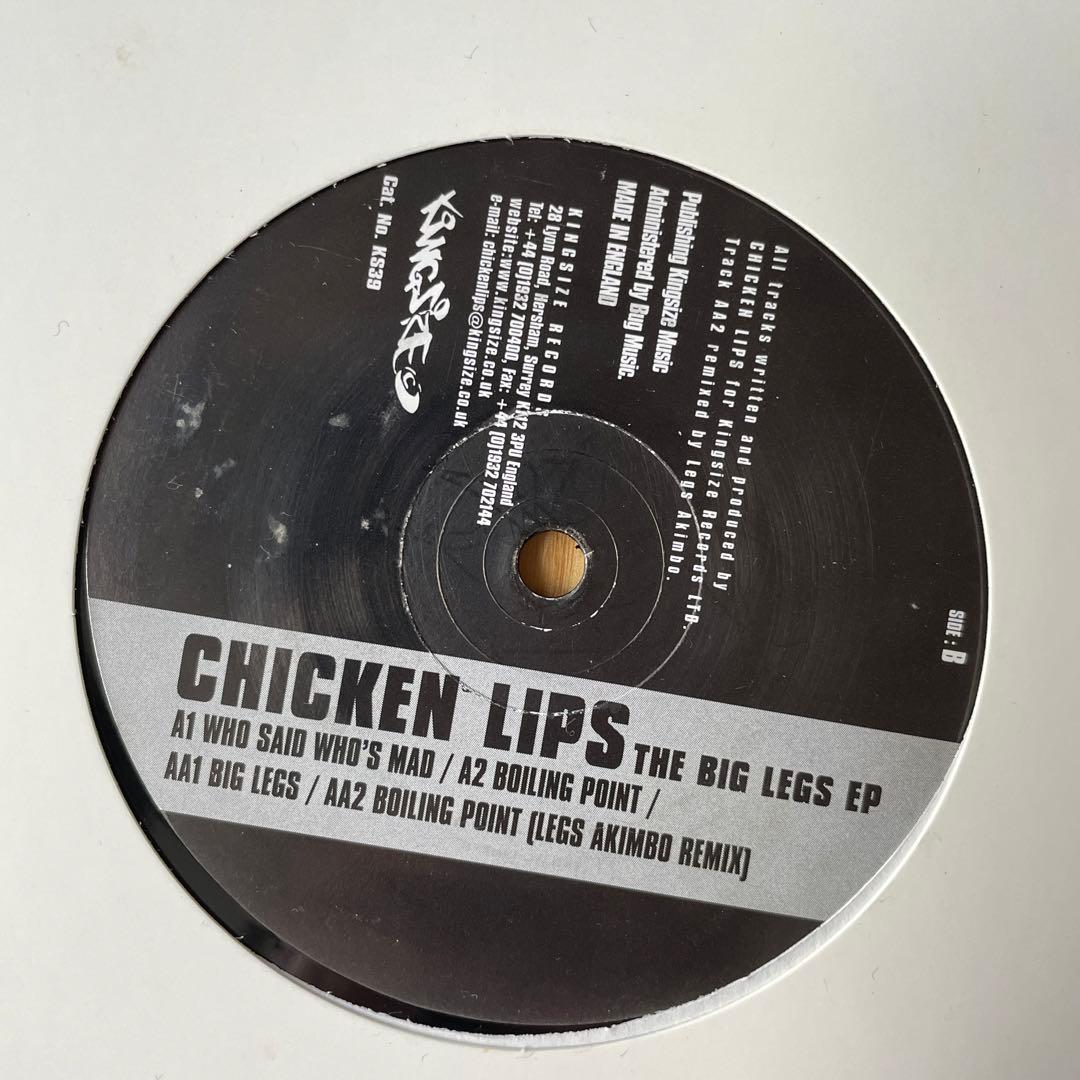 All tracks written and produced by
CHICKEN LIPS for Kingsize Records LTD.
Track AA2 remixed by Legs Akimbo.
Publishing Kingsize Music
Administered by Bug Music.
MADE IN ENGLAND
KINGSIZE RECORDS
28 Lyon Road, Hersham, Surrey Kt12 3PU England
Tel: + 44 (0)1932 700400, Fax: + 44 (0)1932 702144
website:www.kingsize.co.uk
e-mail: chickenlips@kingsize.co.uk
KINGSIZE
Cat. No. KS39
SIDE: B
CHICKEN LIPS THE BIG LEGS EP
A1 WHO SAID WHO'S MAD / A2 BOILING POINT /
AA1 BIG LEGS / AA2 BOILING POINT (LEGS AKIMBO REMIX)